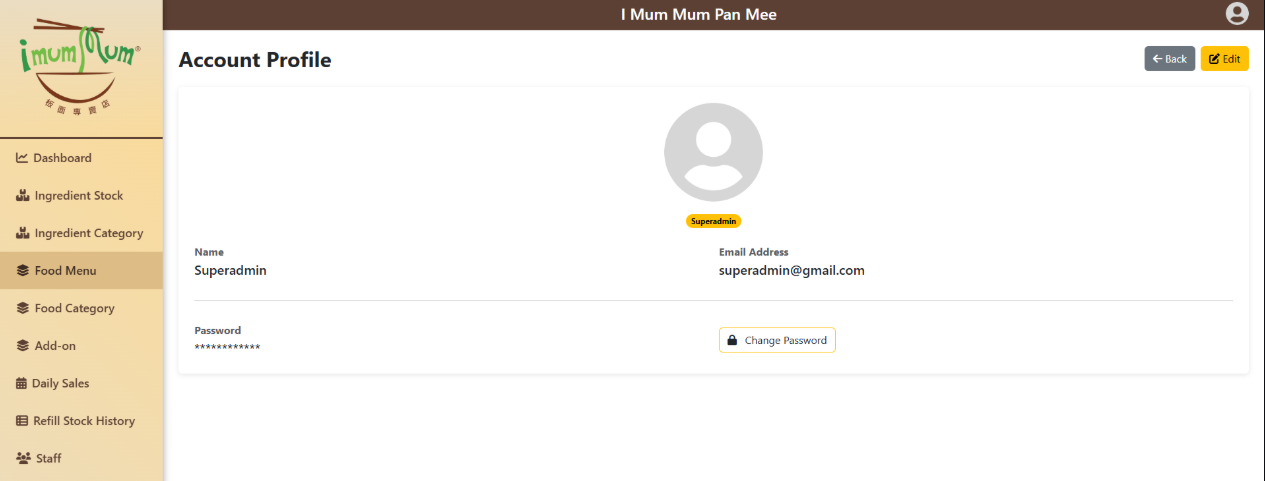 imumMum®
板面專賣店
I Mum Mum Pan Mee
Account Profile
Back
Edit
Dashboard
Ingredient Stock
Ingredient Category
Food Menu
Food Category
Add-on
Daily Sales
Refill Stock History
Staff
Superadmin
Name
Superadmin
Email Address
superadmin@gmail.com
Password
************
Change Password